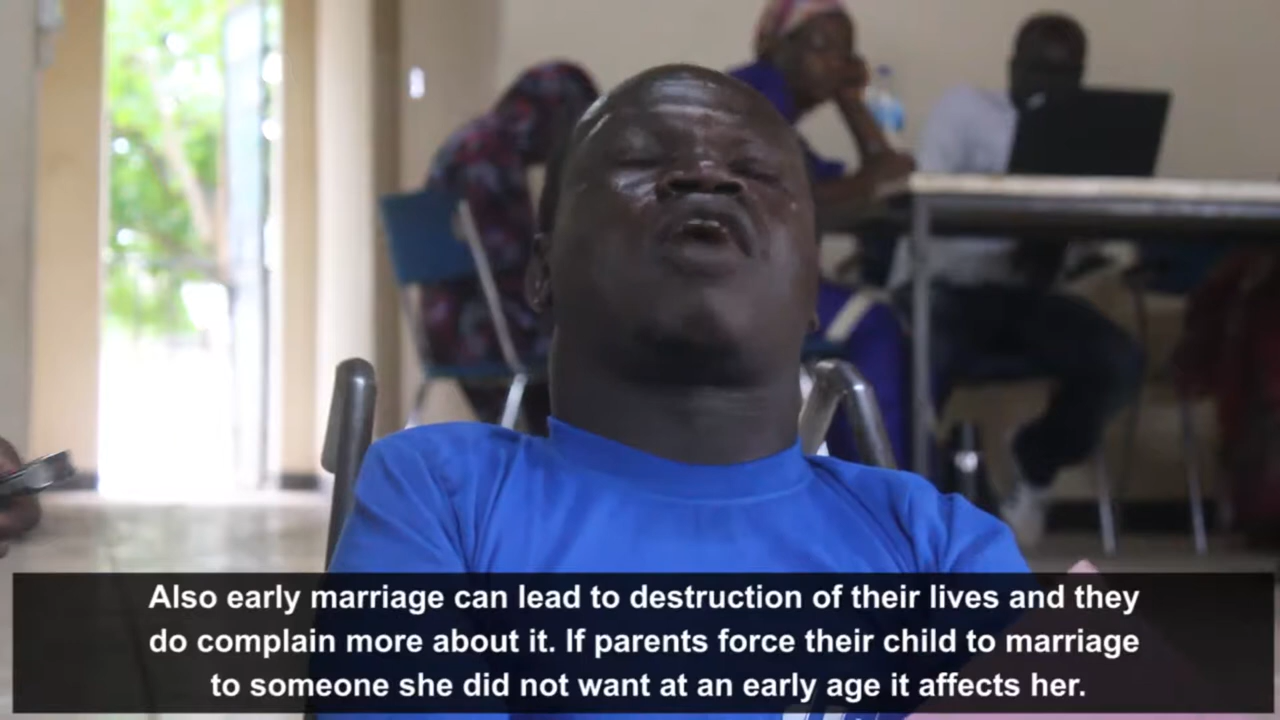 Also early marriage can lead to destruction of their lives and they
do complain more about it. If parents force their child to marriage
to someone she did not want at an early age it affects her.